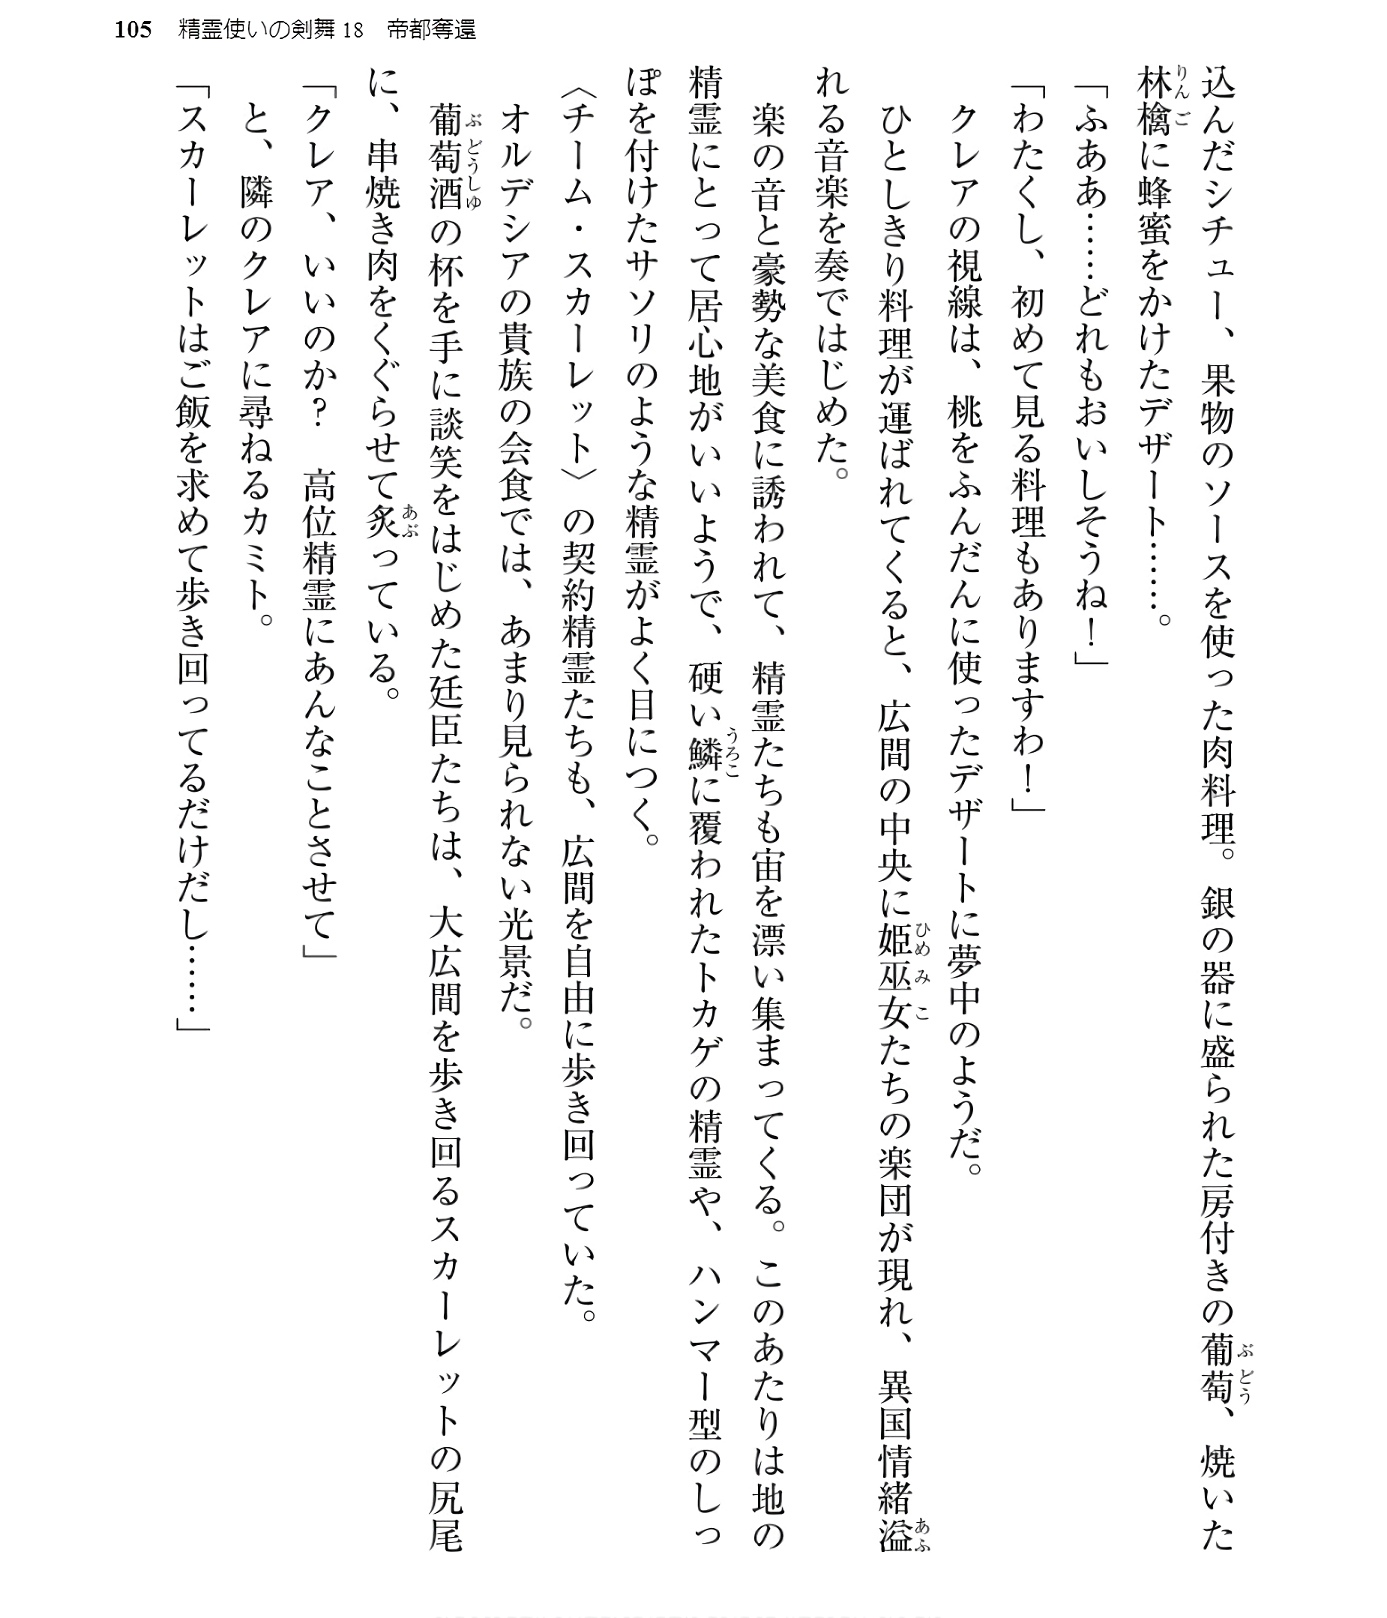 105 精霊使いの剣舞18 帝都奪還
込んだシチュー、果物のソースを使った肉料理。銀の器に盛られた房付きの葡萄、焼いた
林檎に蜂蜜をかけたデザート……。
「ふああ……どれもおいしそうね！」
「わたくし、初めて見る料理もありますわ！」
　クレアの視線は、桃をふんだんに使ったデザートに夢中のようだ。
　ひとしきり料理が運ばれてくると、広間の中央に姫巫女たちの楽団が現れ、異国情緒溢
れる音楽を奏ではじめた。
　楽の音と豪勢な美食に誘われて、精霊たちも宙を漂い集まってくる。このあたりは地の
精霊にとって居心地がいいようで、硬い鱗に覆われたトカゲの精霊や、ハンマー型のしっ
ぽを付けたサソリのような精霊がよく目につく。
〈チーム・スカーレット〉の契約精霊たちも、広間を自由に歩き回っていた。
　オルデシアの貴族の会食では、あまり見られない光景だ。
　葡萄酒の杯を手に談笑をはじめた廷臣たちは、大広間を歩き回るスカーレットの尻尾
に、串焼き肉をくぐらせて炙っている。
「クレア、いいのか？　高位精霊にあんなことさせて」
　と、隣のクレアに尋ねるカミト。
「スカーレットはご飯を求めて歩き回ってるだけだし……」